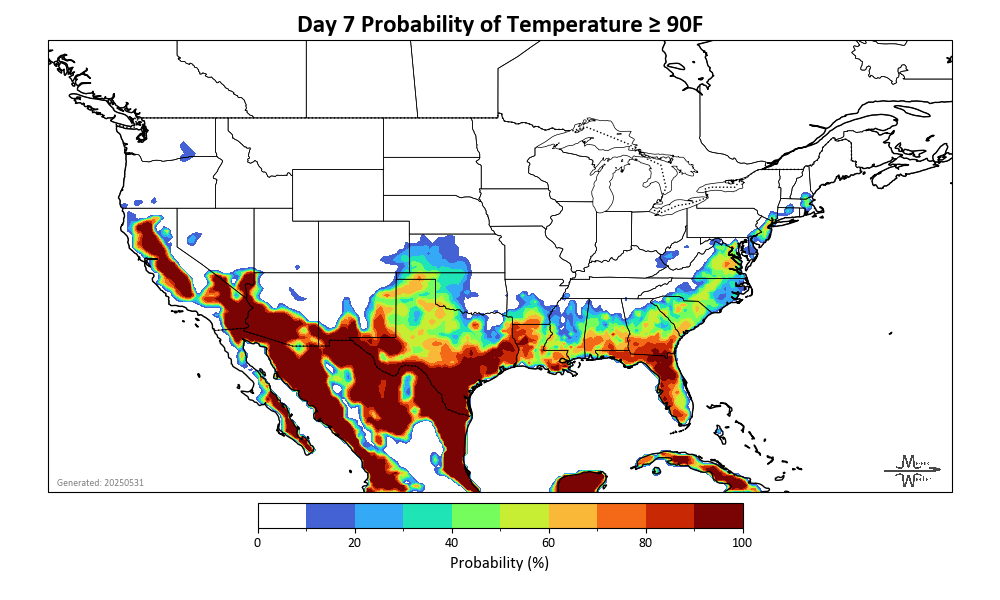 Day 7 Probability of Temperature ≥ 90F
Generated: 20250531
0 20 40 60 80 100
Probability (%)